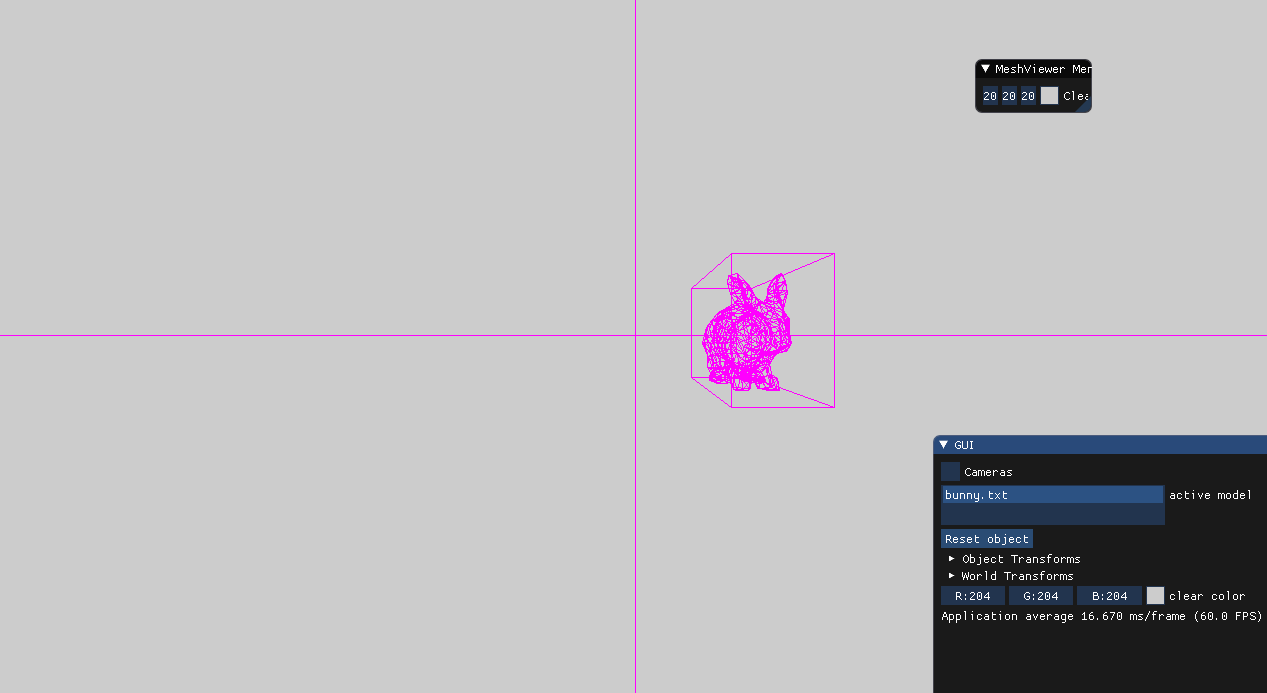 MeshViewer Men
20 20 20 Clea
GUI
Cameras
bunny.txt active model
Reset object
Object Transforms
World Transforms
R:204 G:204 B:204 clear color
Application average 16.670 ms/frame (60.0 FPS)